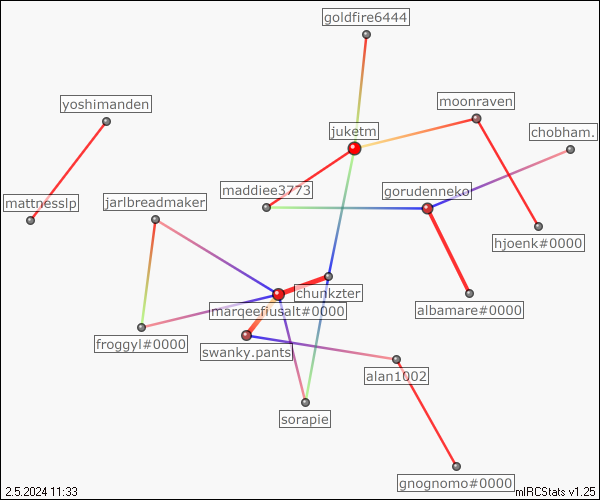 goldfire6444
yoshimanden
moonraven
juketm
chobham.
maddiee3773
gorudenneko
mattnesslp
jarlbreadmaker
hjoenk#0000
chunkzter
marqeefiusalt#0000
albamare#0000
froggyl#0000
swanky.pants
alan1002
sorapie
gnognomo#0000
2.5.2024 11:33
mIRCStats v1.25